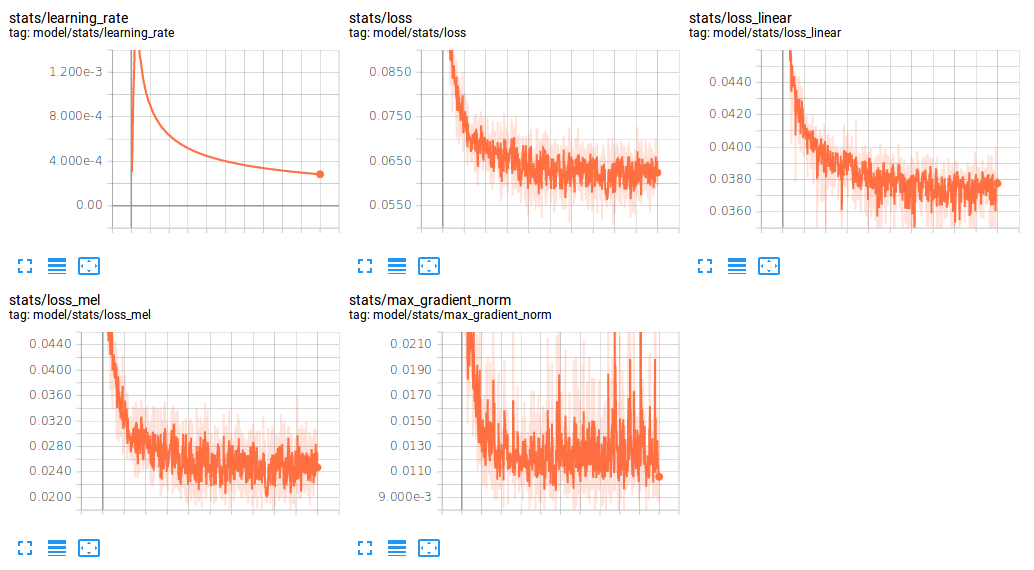 stats/learning_rate
tag: model/stats/learning_rate
1.200e-3
8.000e-4
4.000e-4
0.00
stats/loss
tag: model/stats/loss
0.0850
0.0750
0.0650
0.0550
stats/loss_linear
tag: model/stats/loss_linear
0.0440
0.0420
0.0400
0.0380
0.0360
stats/loss_mel
tag: model/stats/loss_mel
0.0440
0.0400
0.0360
0.0320
0.0280
0.0240
0.0200
stats/max_gradient_norm
tag: model/stats/max_gradient_norm
0.0210
0.0190
0.0170
0.0150
0.0130
0.0110
9.000e-3